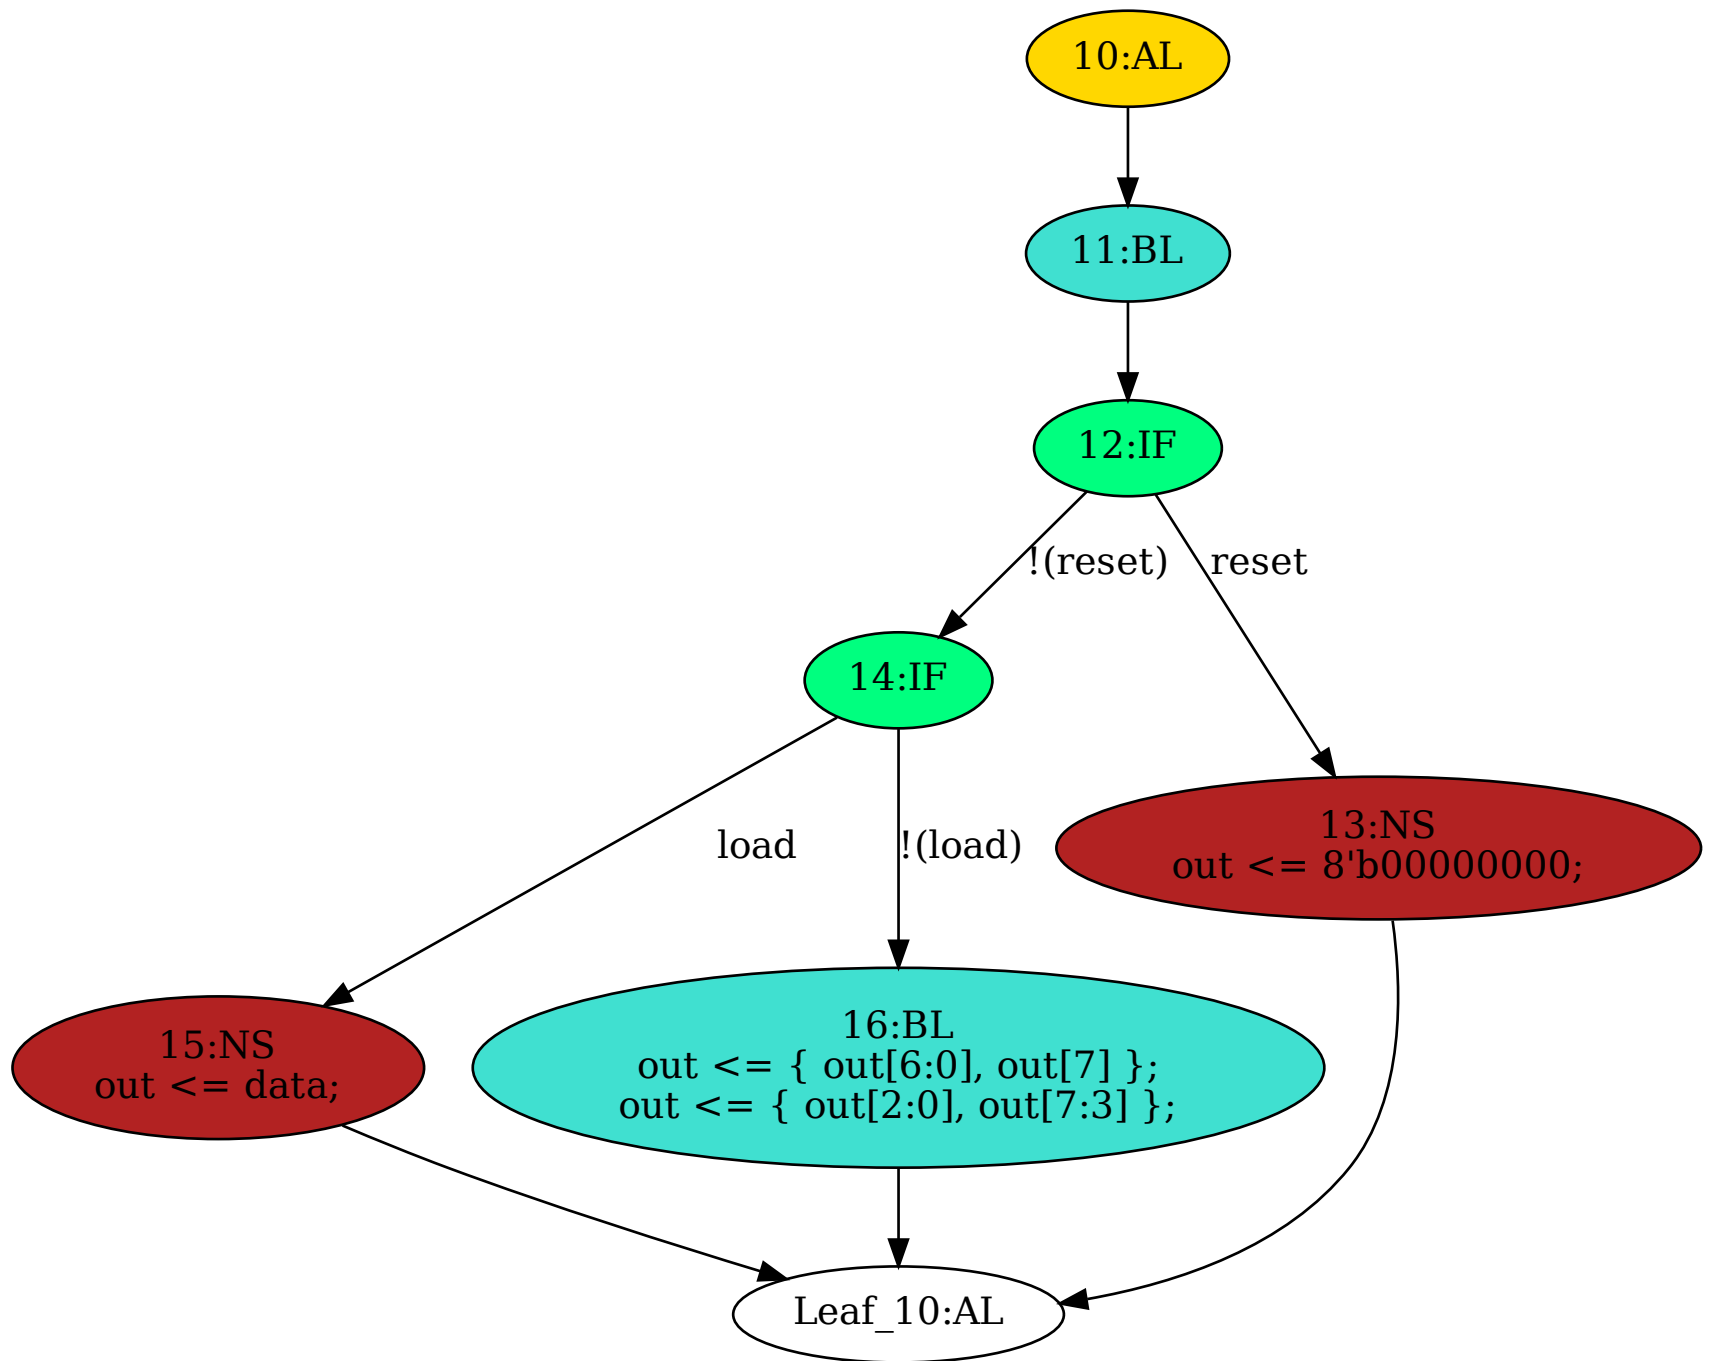 10:AL
11:BL
12:IF
!(reset)
reset
14:IF
load
!(load)
13:NS
out <= 8'b00000000;
15:NS
out <= data;
16:BL
out <= { out[6:0], out[7] };
out <= { out[2:0], out[7:3] };
Leaf_10:AL